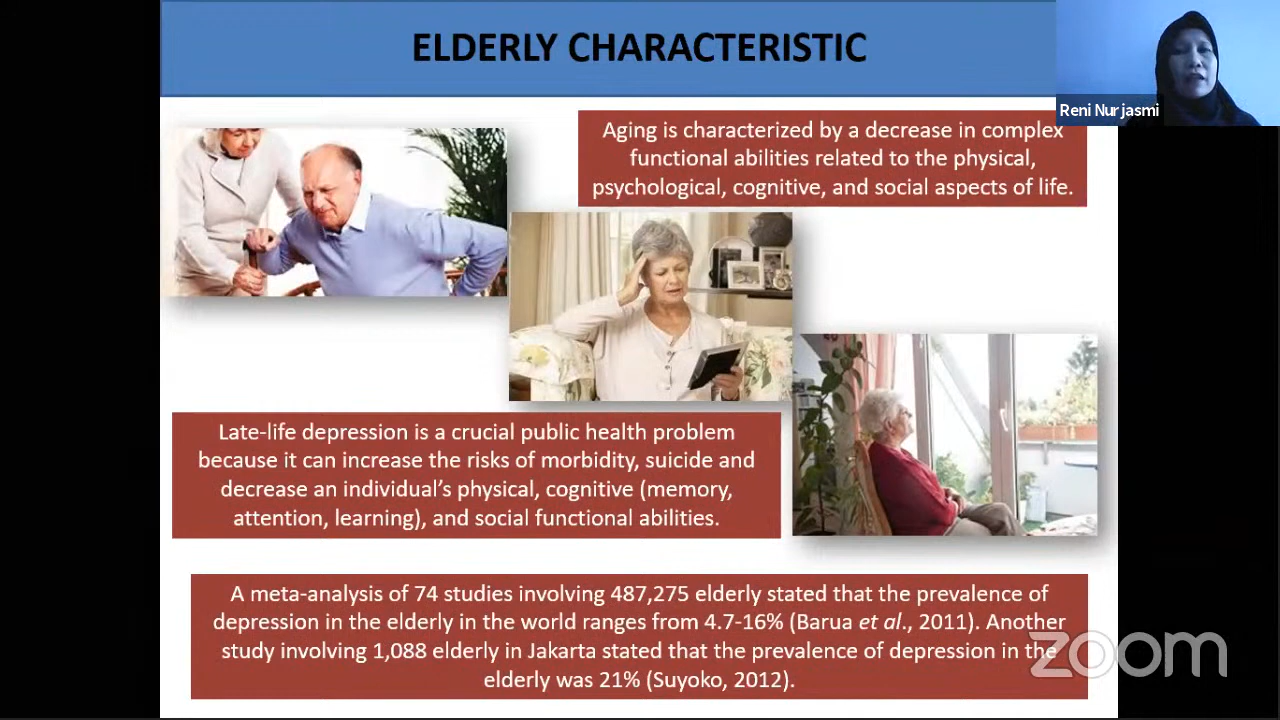 ELDERLY CHARACTERISTIC
Reni Nurjasmi
Aging is characterized by a decrease in complex
functional abilities related to the physical,
psychological, cognitive, and social aspects of life.
Late-life depression is a crucial public health problem
because it can increase the risks of morbidity, suicide and
decrease an individual's physical, cognitive (memory,
attention, learning), and social functional abilities.
A meta-analysis of 74 studies involving 487,275 elderly stated that the prevalence of
depression in the elderly in the world ranges from 4.7-16% (Barua et al., 2011). Another
study involving 1,088 elderly in Jakarta stated that the prevalence of depression in the
elderly was 21% (Suyoko, 2012).
zoom